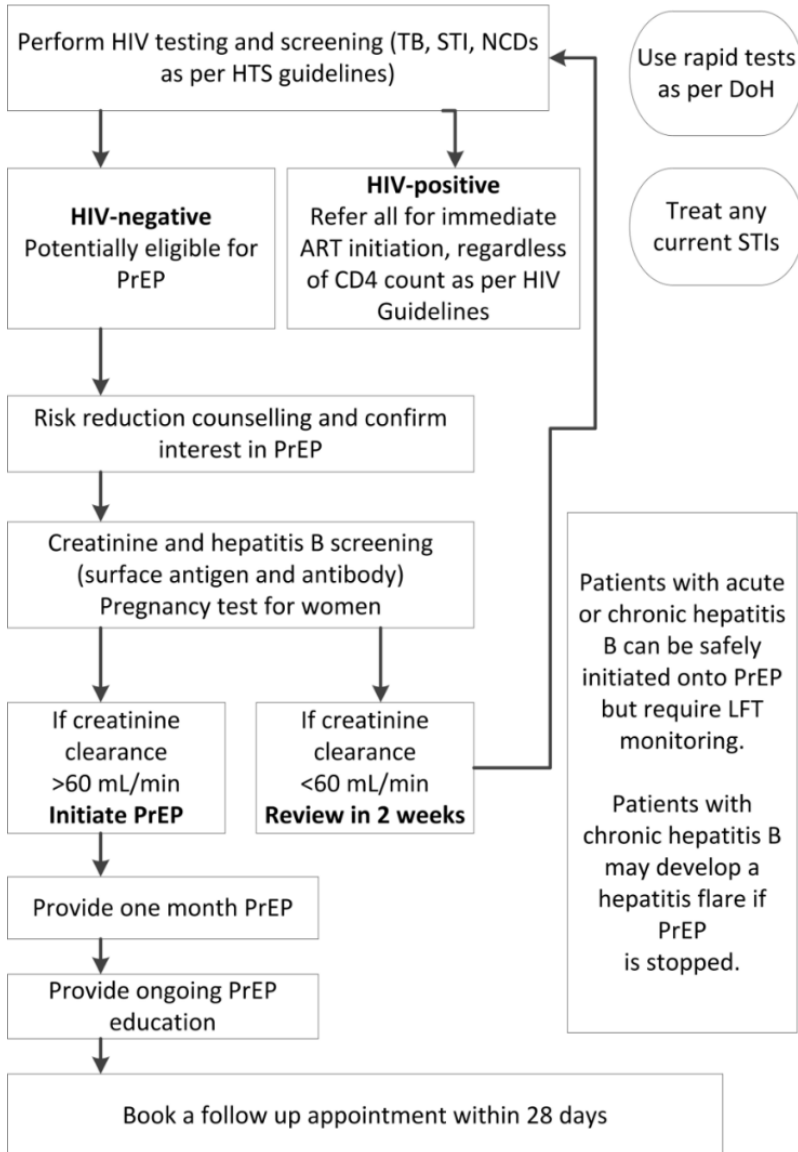 Perform HIV testing and screening (TB, STI, NCDs
as per HTS guidelines)
Use rapid tests
as per DoH
HIV-negative
Potentially eligible for
PrEP
HIV-positive
Refer all for immediate
ART initiation, regardless
of CD4 count as per HIV
Guidelines
Treat any
current STIs
Risk reduction counselling and confirm
interest in PrEP
Creatinine and hepatitis B screening
(surface antigen and antibody)
Pregnancy test for women
If creatinine
clearance
>60 mL/min
Initiate PrEP
If creatinine
clearance
<60 mL/min
Review in 2 weeks
Patients with acute
or chronic hepatitis
B can be safely
initiated onto PrEP
but require LFT
monitoring.
Patients with
chronic hepatitis B
may develop a
hepatitis flare if
PrEP
is stopped.
Provide one month PrEP
Provide ongoing PrEP
education
Book a follow up appointment within 28 days